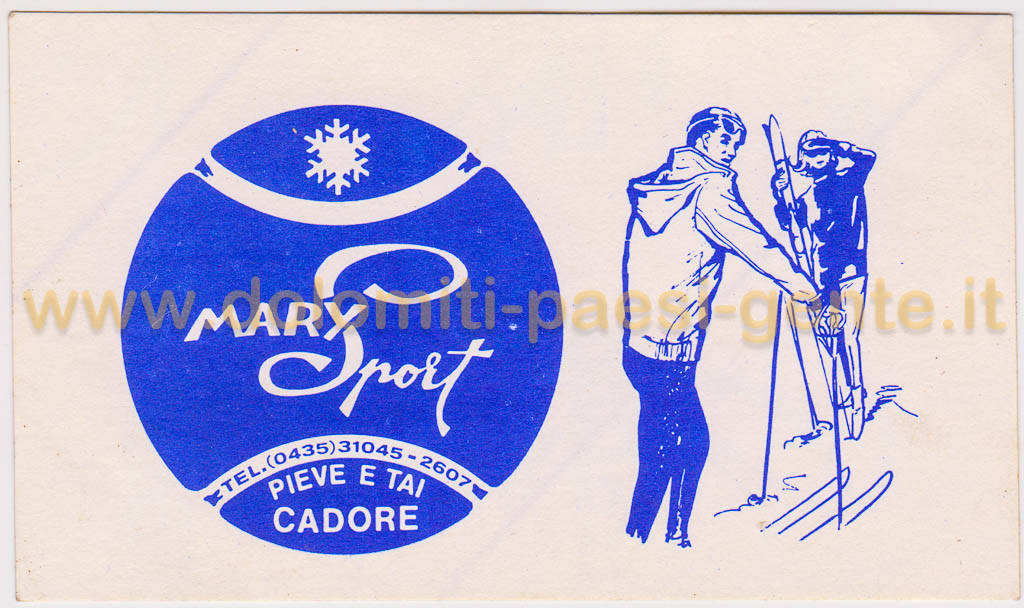 MARY
Sport
TEL.(0435)31045-2607
PIEVE E TAI
CADORE
www.dolomiti-paesi-gente.it